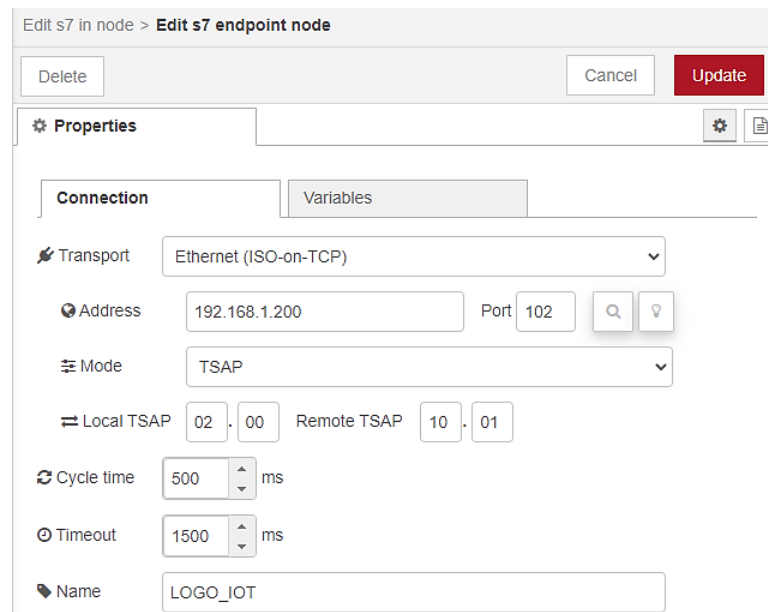 Edit s7 in node > Edit s7 endpoint node
Delete Cancel Update
Properties
Connection Variables
Transport Ethernet (ISO-on-TCP)
Address 192.168.1.200 Port 102
Mode TSAP
Local TSAP 02 . 00 Remote TSAP 10 . 01
Cycle time 500 ms
Timeout 1500 ms
Name LOGO_IOT